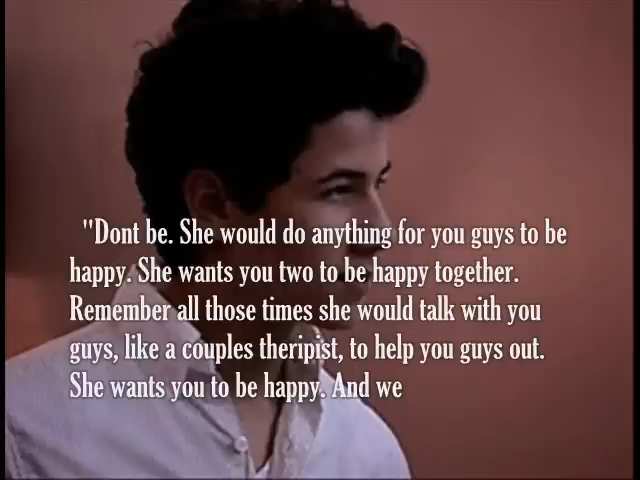 "Dont be. She would do anything for you guys to be
happy. She wants you two to be happy together.
Remember all those times she would talk with you
guys, like a couples theripist, to help you guys out.
She wants you to be happy. And we